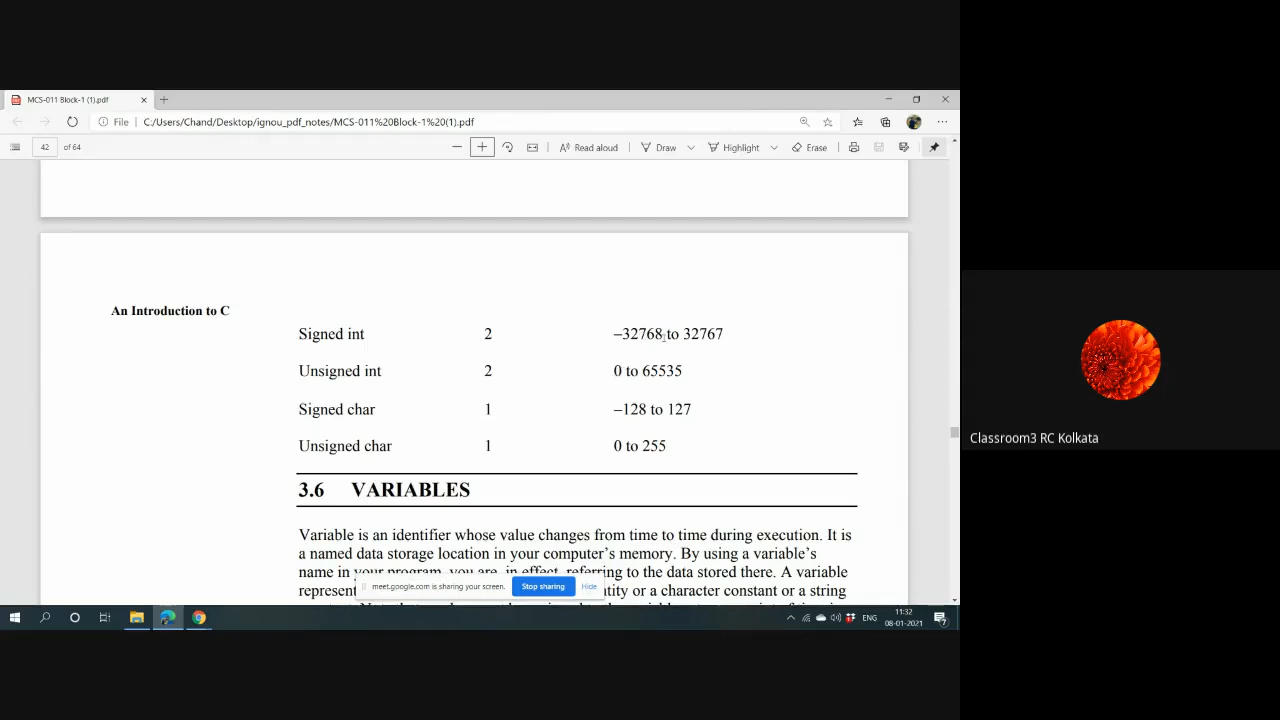 MCS-011 Block-1 (1).pdf
File C:/Users/Chand/Desktop/ignou_pdf_notes/MCS-011%20Block-1%20(1).pdf
42 of 64 Read aloud Draw Highlight Erase
An Introduction to C
Signed int 2 –32768 to 32767
Unsigned int 2 0 to 65535
Signed char 1 –128 to 127
Unsigned char 1 0 to 255
3.6 VARIABLES
Variable is an identifier whose value changes from time to time during execution. It is
a named data storage location in your computer's memory. By using a variable's
name in your program, you are, in effect, referring to the data stored there. A variable
represent
meet.google.com is sharing your screen. Stop sharing Hide
tity or a character constant or a string
Classroom3 RC Kolkata
ENG
11:32
08-01-2021